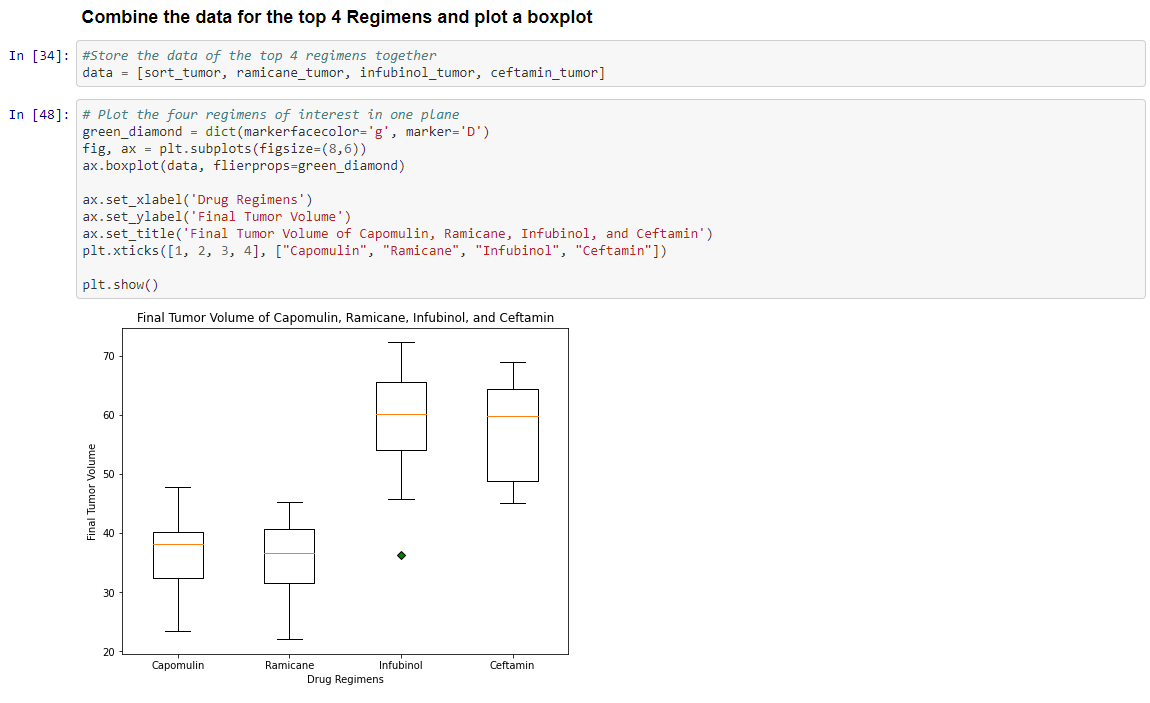 Combine the data for the top 4 Regimens and plot a boxplot
In [34]:
#Store the data of the top 4 regimens together
data = [sort_tumor, ramicane_tumor, infubinol_tumor, ceftamin_tumor]
In [48]:
# Plot the four regimens of interest in one plane
green_diamond = dict(markerfacecolor='g', marker='D')
fig, ax = plt.subplots(figsize=(8,6))
ax.boxplot(data, flierprops=green_diamond)
ax.set_xlabel('Drug Regimens')
ax.set_ylabel('Final Tumor Volume')
ax.set_title('Final Tumor Volume of Capomulin, Ramicane, Infubinol, and Ceftamin')
plt.xticks([1, 2, 3, 4], ["Capomulin", "Ramicane", "Infubinol", "Ceftamin"])
plt.show()
Final Tumor Volume of Capomulin, Ramicane, Infubinol, and Ceftamin
Final Tumor Volume
70
60
50
40
30
20
Capomulin Ramicane Infubinol Ceftamin
Drug Regimens